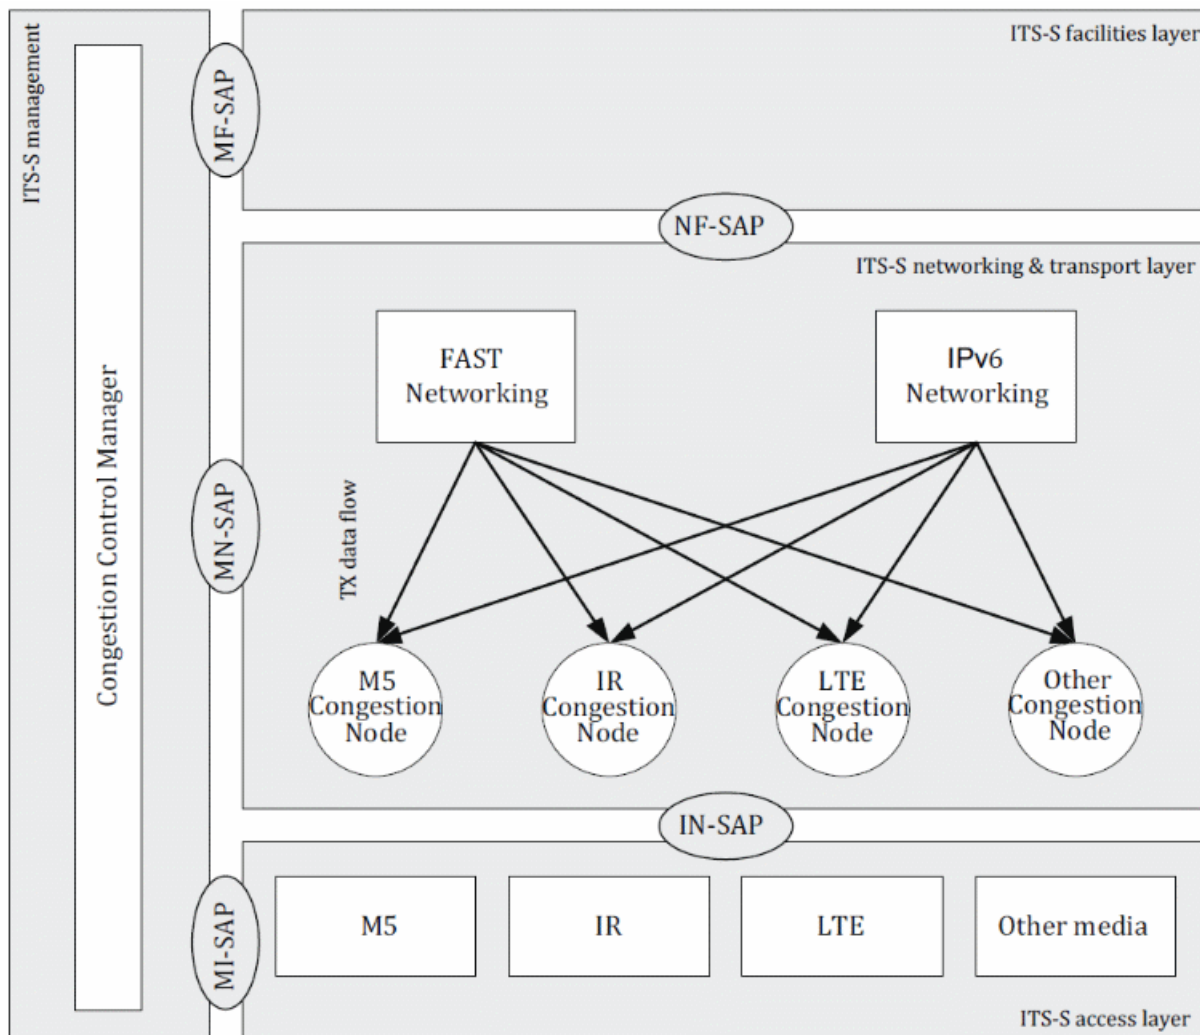 ITS-S management
Congestion Control Manager
MF-SAP
MN-SAP
MI-SAP
ITS-S facilities layer
NF-SAP
ITS-S networking & transport layer
FAST
Networking
IPv6
Networking
TX data flow
M5
Congestion
Node
IR
Congestion
Node
LTE
Congestion
Node
Other
Congestion
Node
IN-SAP
M5
IR
LTE
Other media
ITS-S access layer